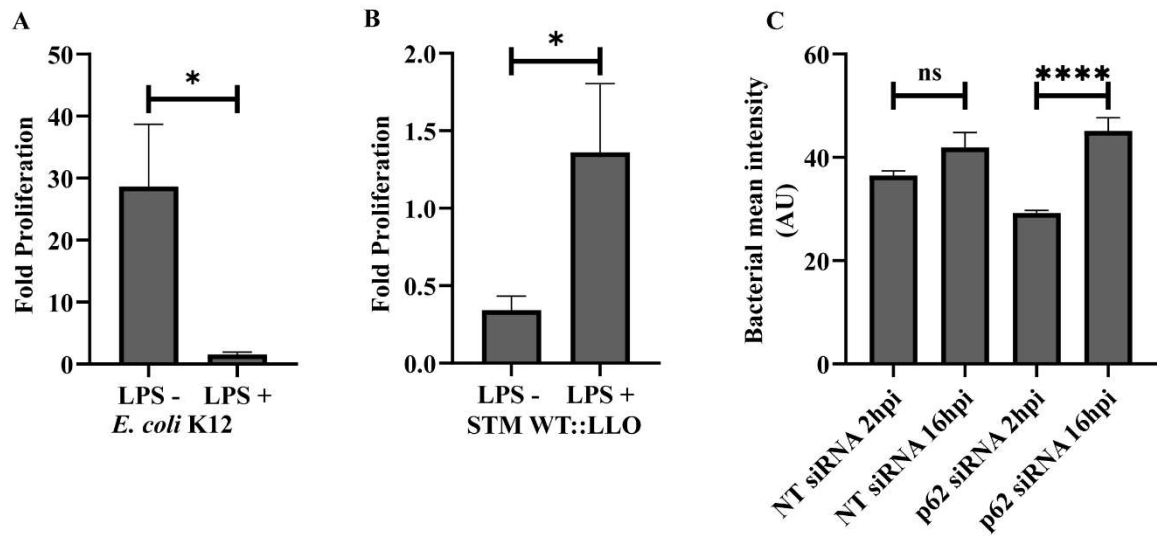 A
Fold Proliferation
50
40
30
20
10
0
*
LPS - LPS +
E. coli K12
B
Fold Proliferation
2.0
1.5
1.0
0.5
0.0
*
LPS - LPS +
STM WT::LLO
C
Bacterial mean intensity
(AU)
60
40
20
0
ns
****
NT siRNA 2hpi
NT siRNA 16hpi
p62 siRNA 2hpi
p62 siRNA 16hpi